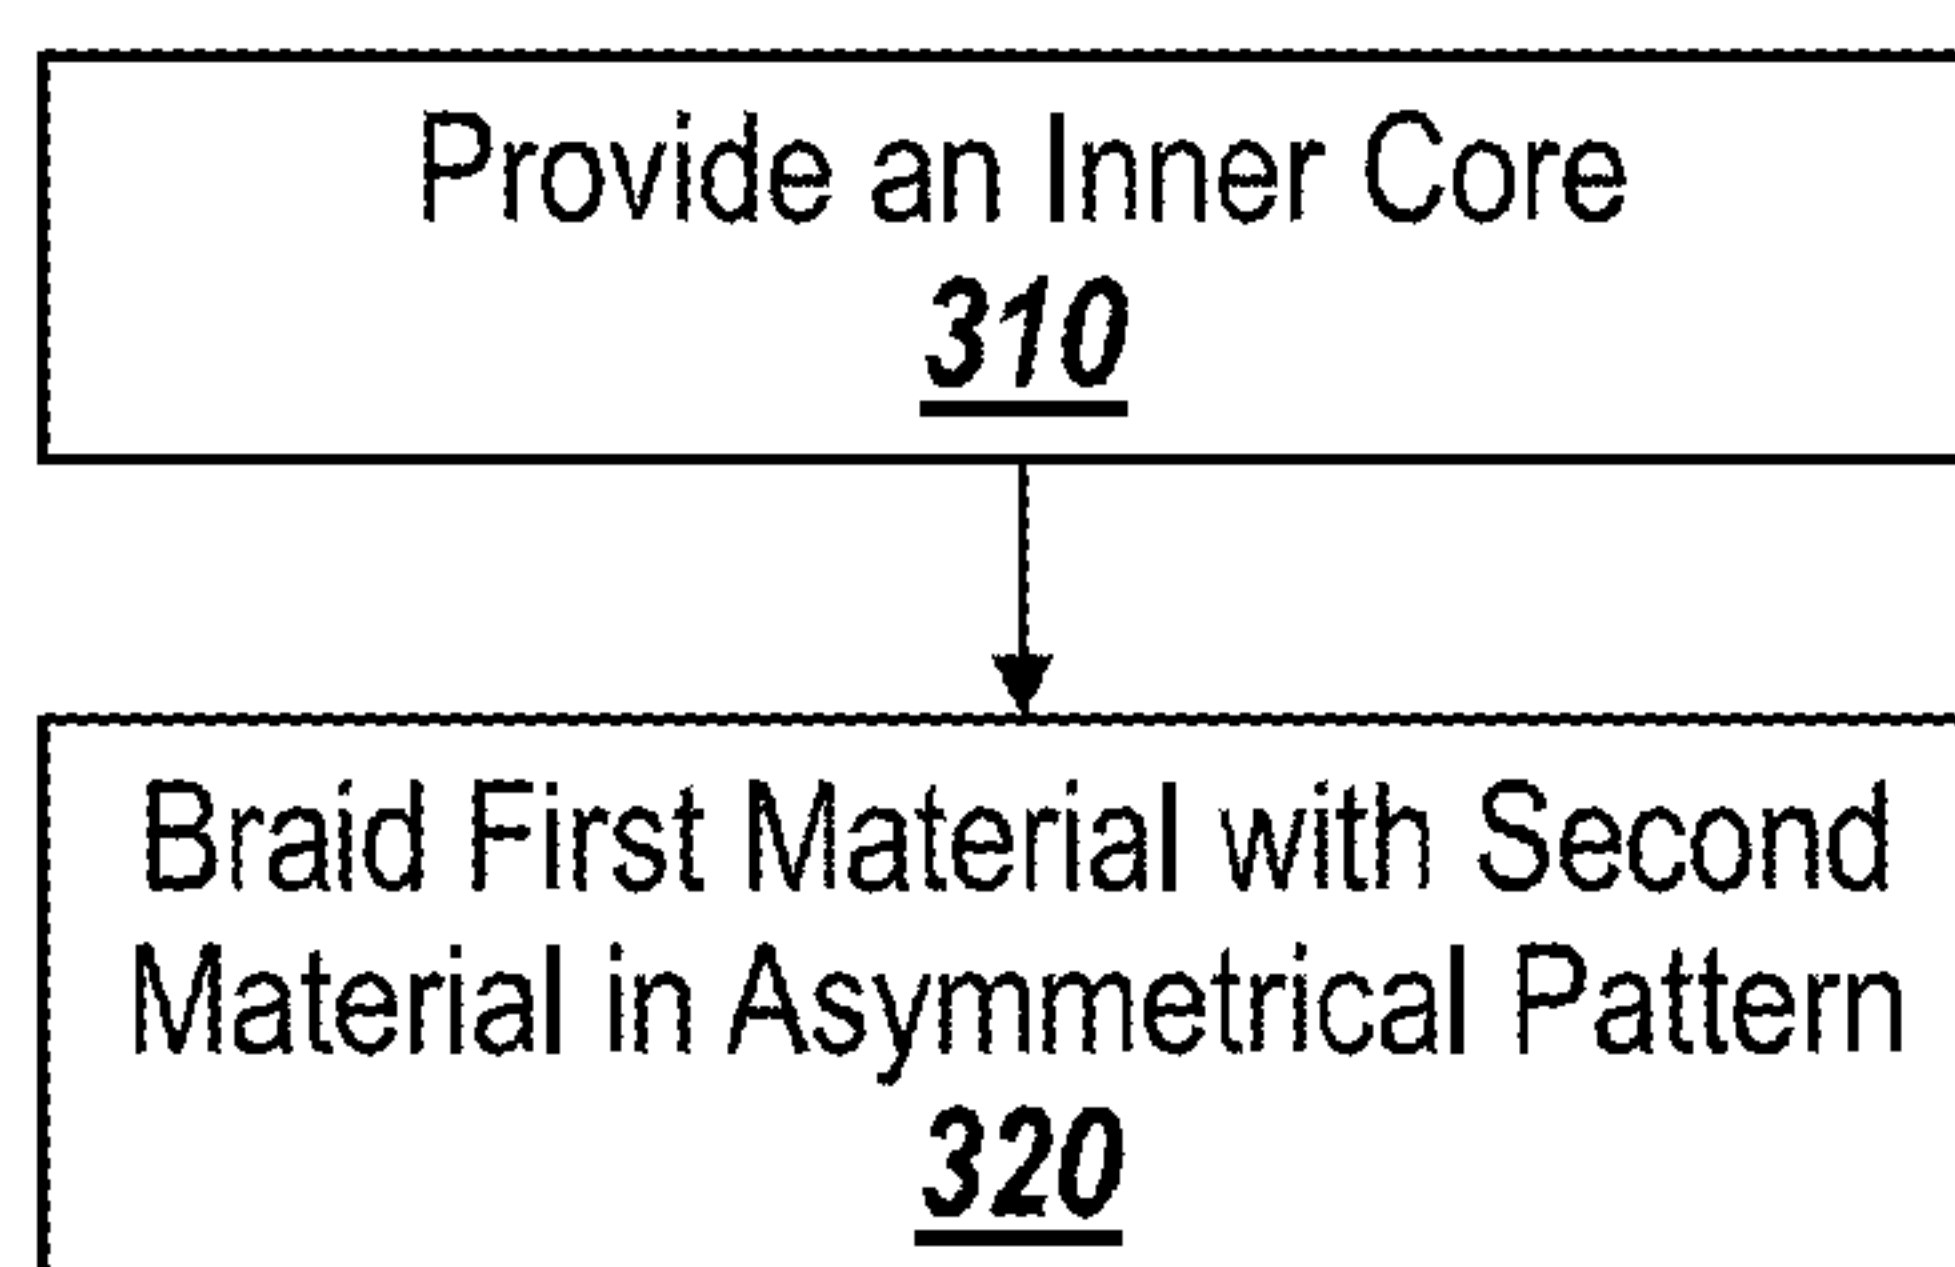 Provide an Inner Core
310
Braid First Material with Second
Material in Asymmetrical Pattern
320